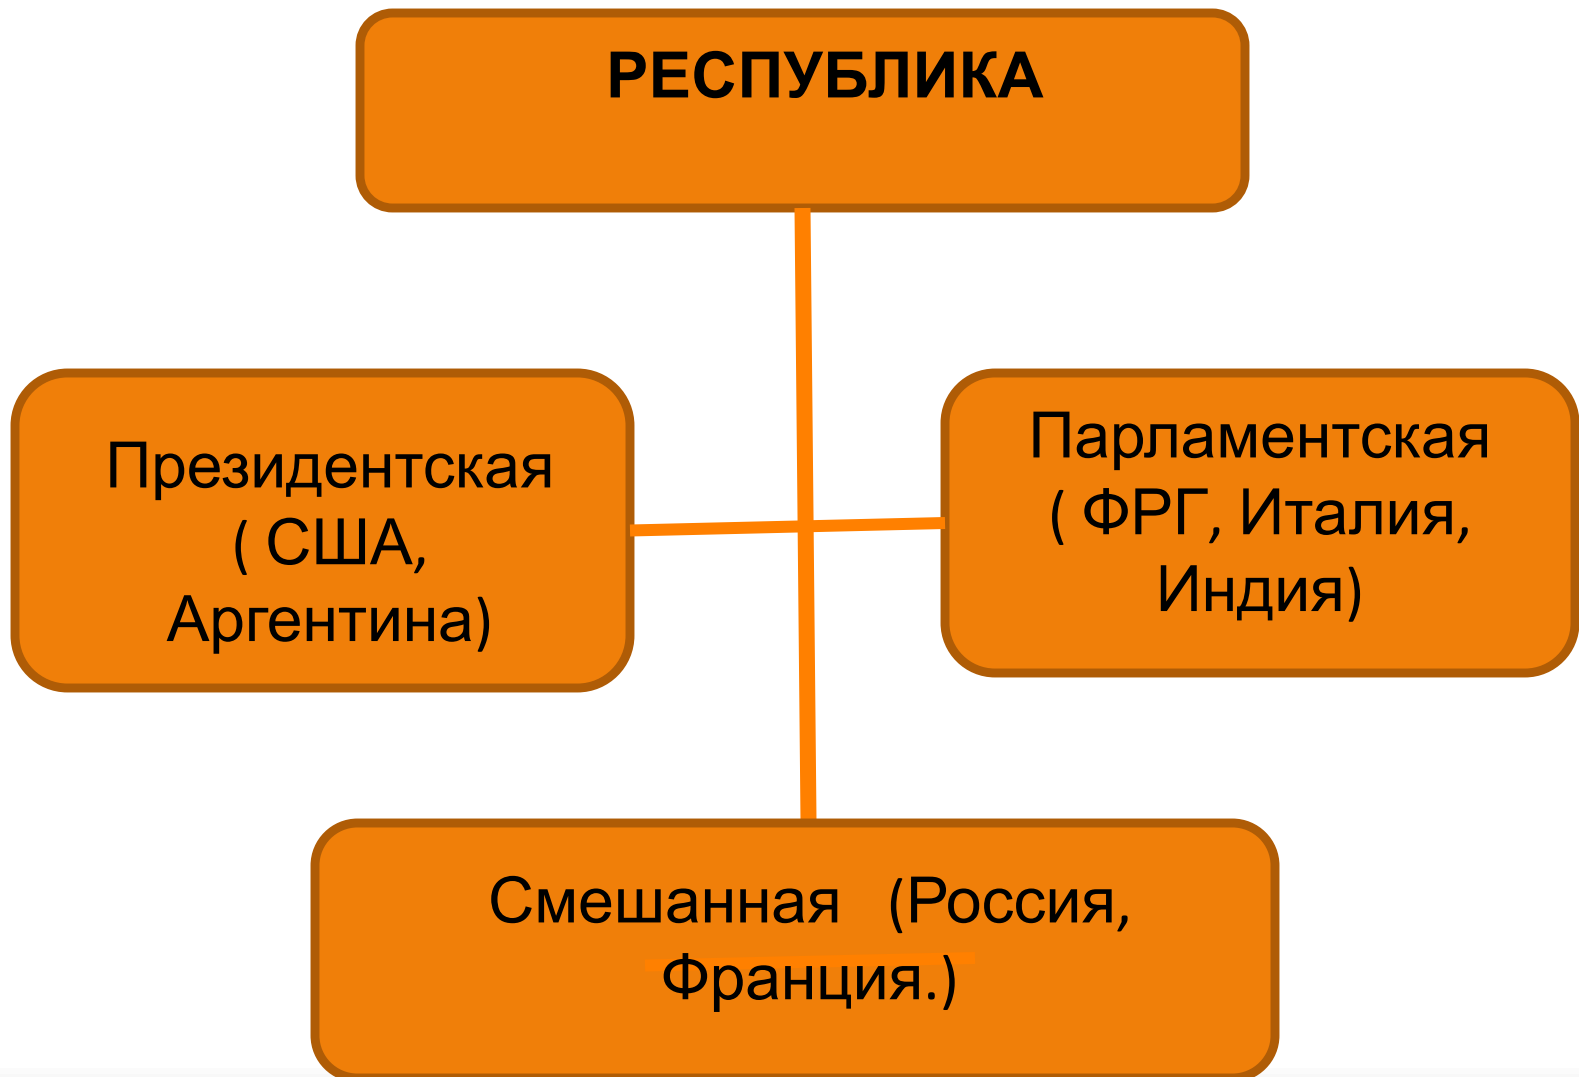 РЕСПУБЛИКА
Президентская
( США,
Аргентина)
Парламентская
( ФРГ, Италия,
Индия)
Смешанная (Россия,
Франция.)